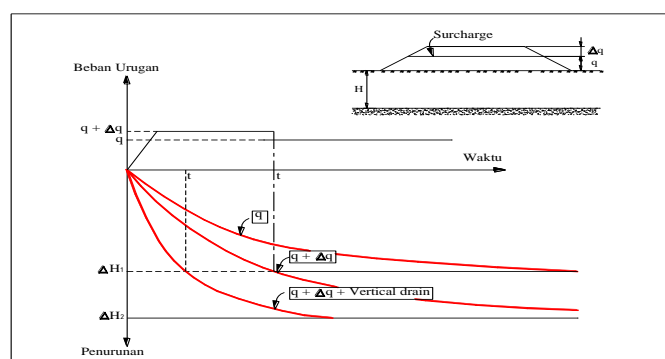 Surcharge
Δq
q
H
Beban Urugan
q + Δq
q
Waktu
t
t
q
ΔH1
q + Δq
q + Δq + Vertical drain
ΔH2
Penurunan